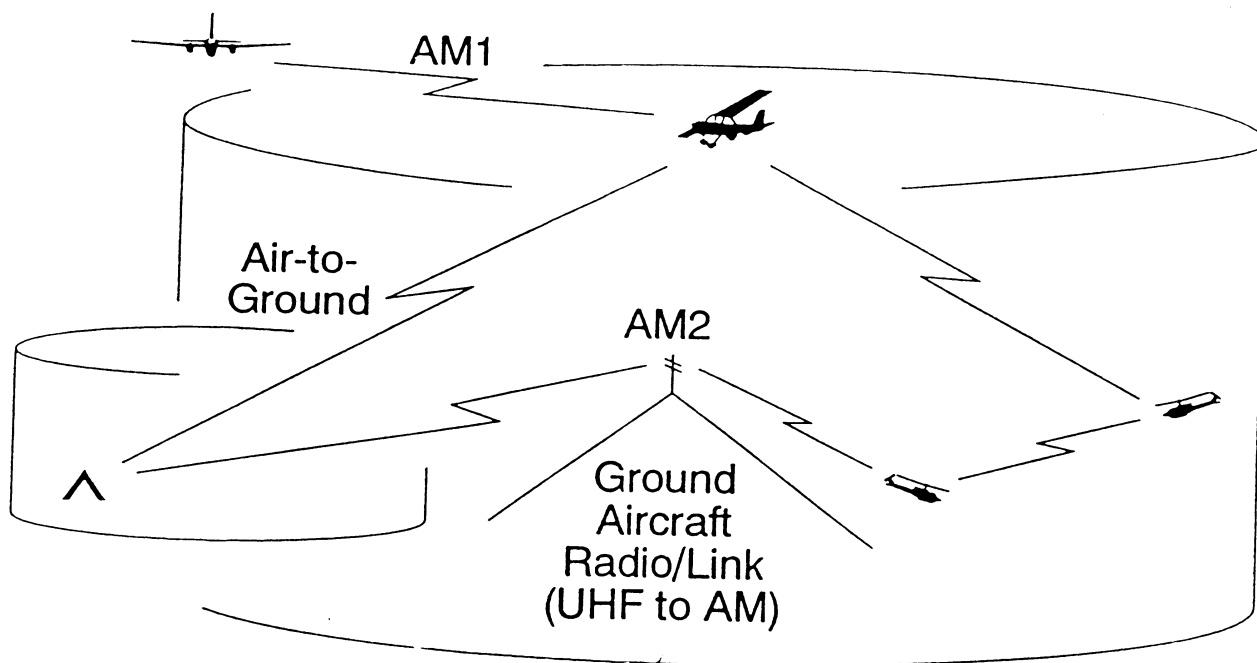 AM1
Air-to-
Ground
AM2
Ground
Aircraft
Radio/Link
(UHF to AM)